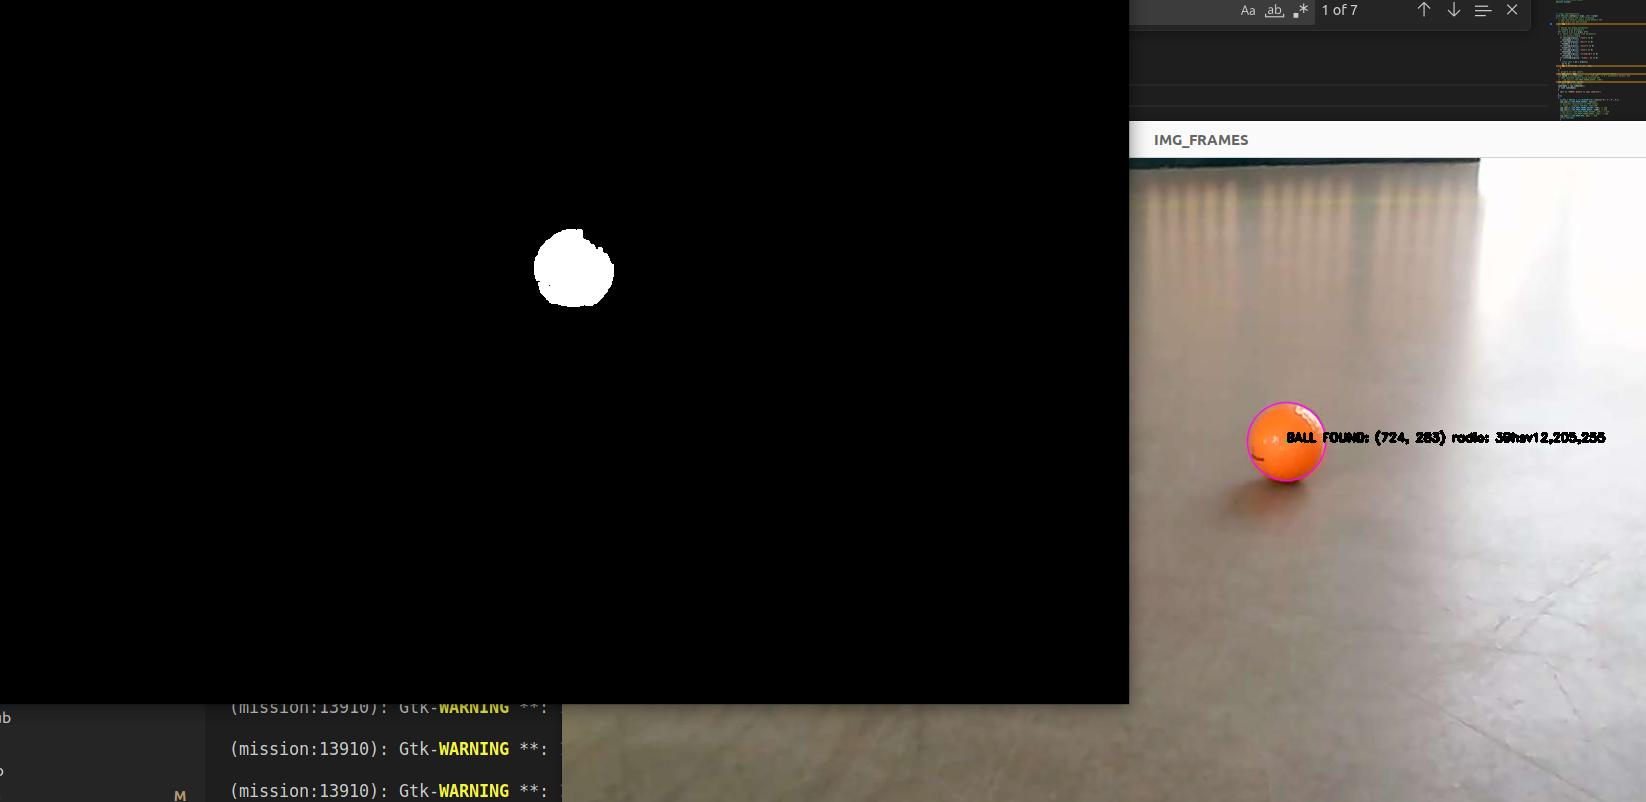 Aa ab, .* 1 of 7
IMG_FRAMES
BALL FOUND: (724, 283) radio: 39hsv12,205,255
(mission:13910): Gtk-WARNING **:
(mission:13910): Gtk-WARNING **:
(mission:13910): Gtk-WARNING **:
M